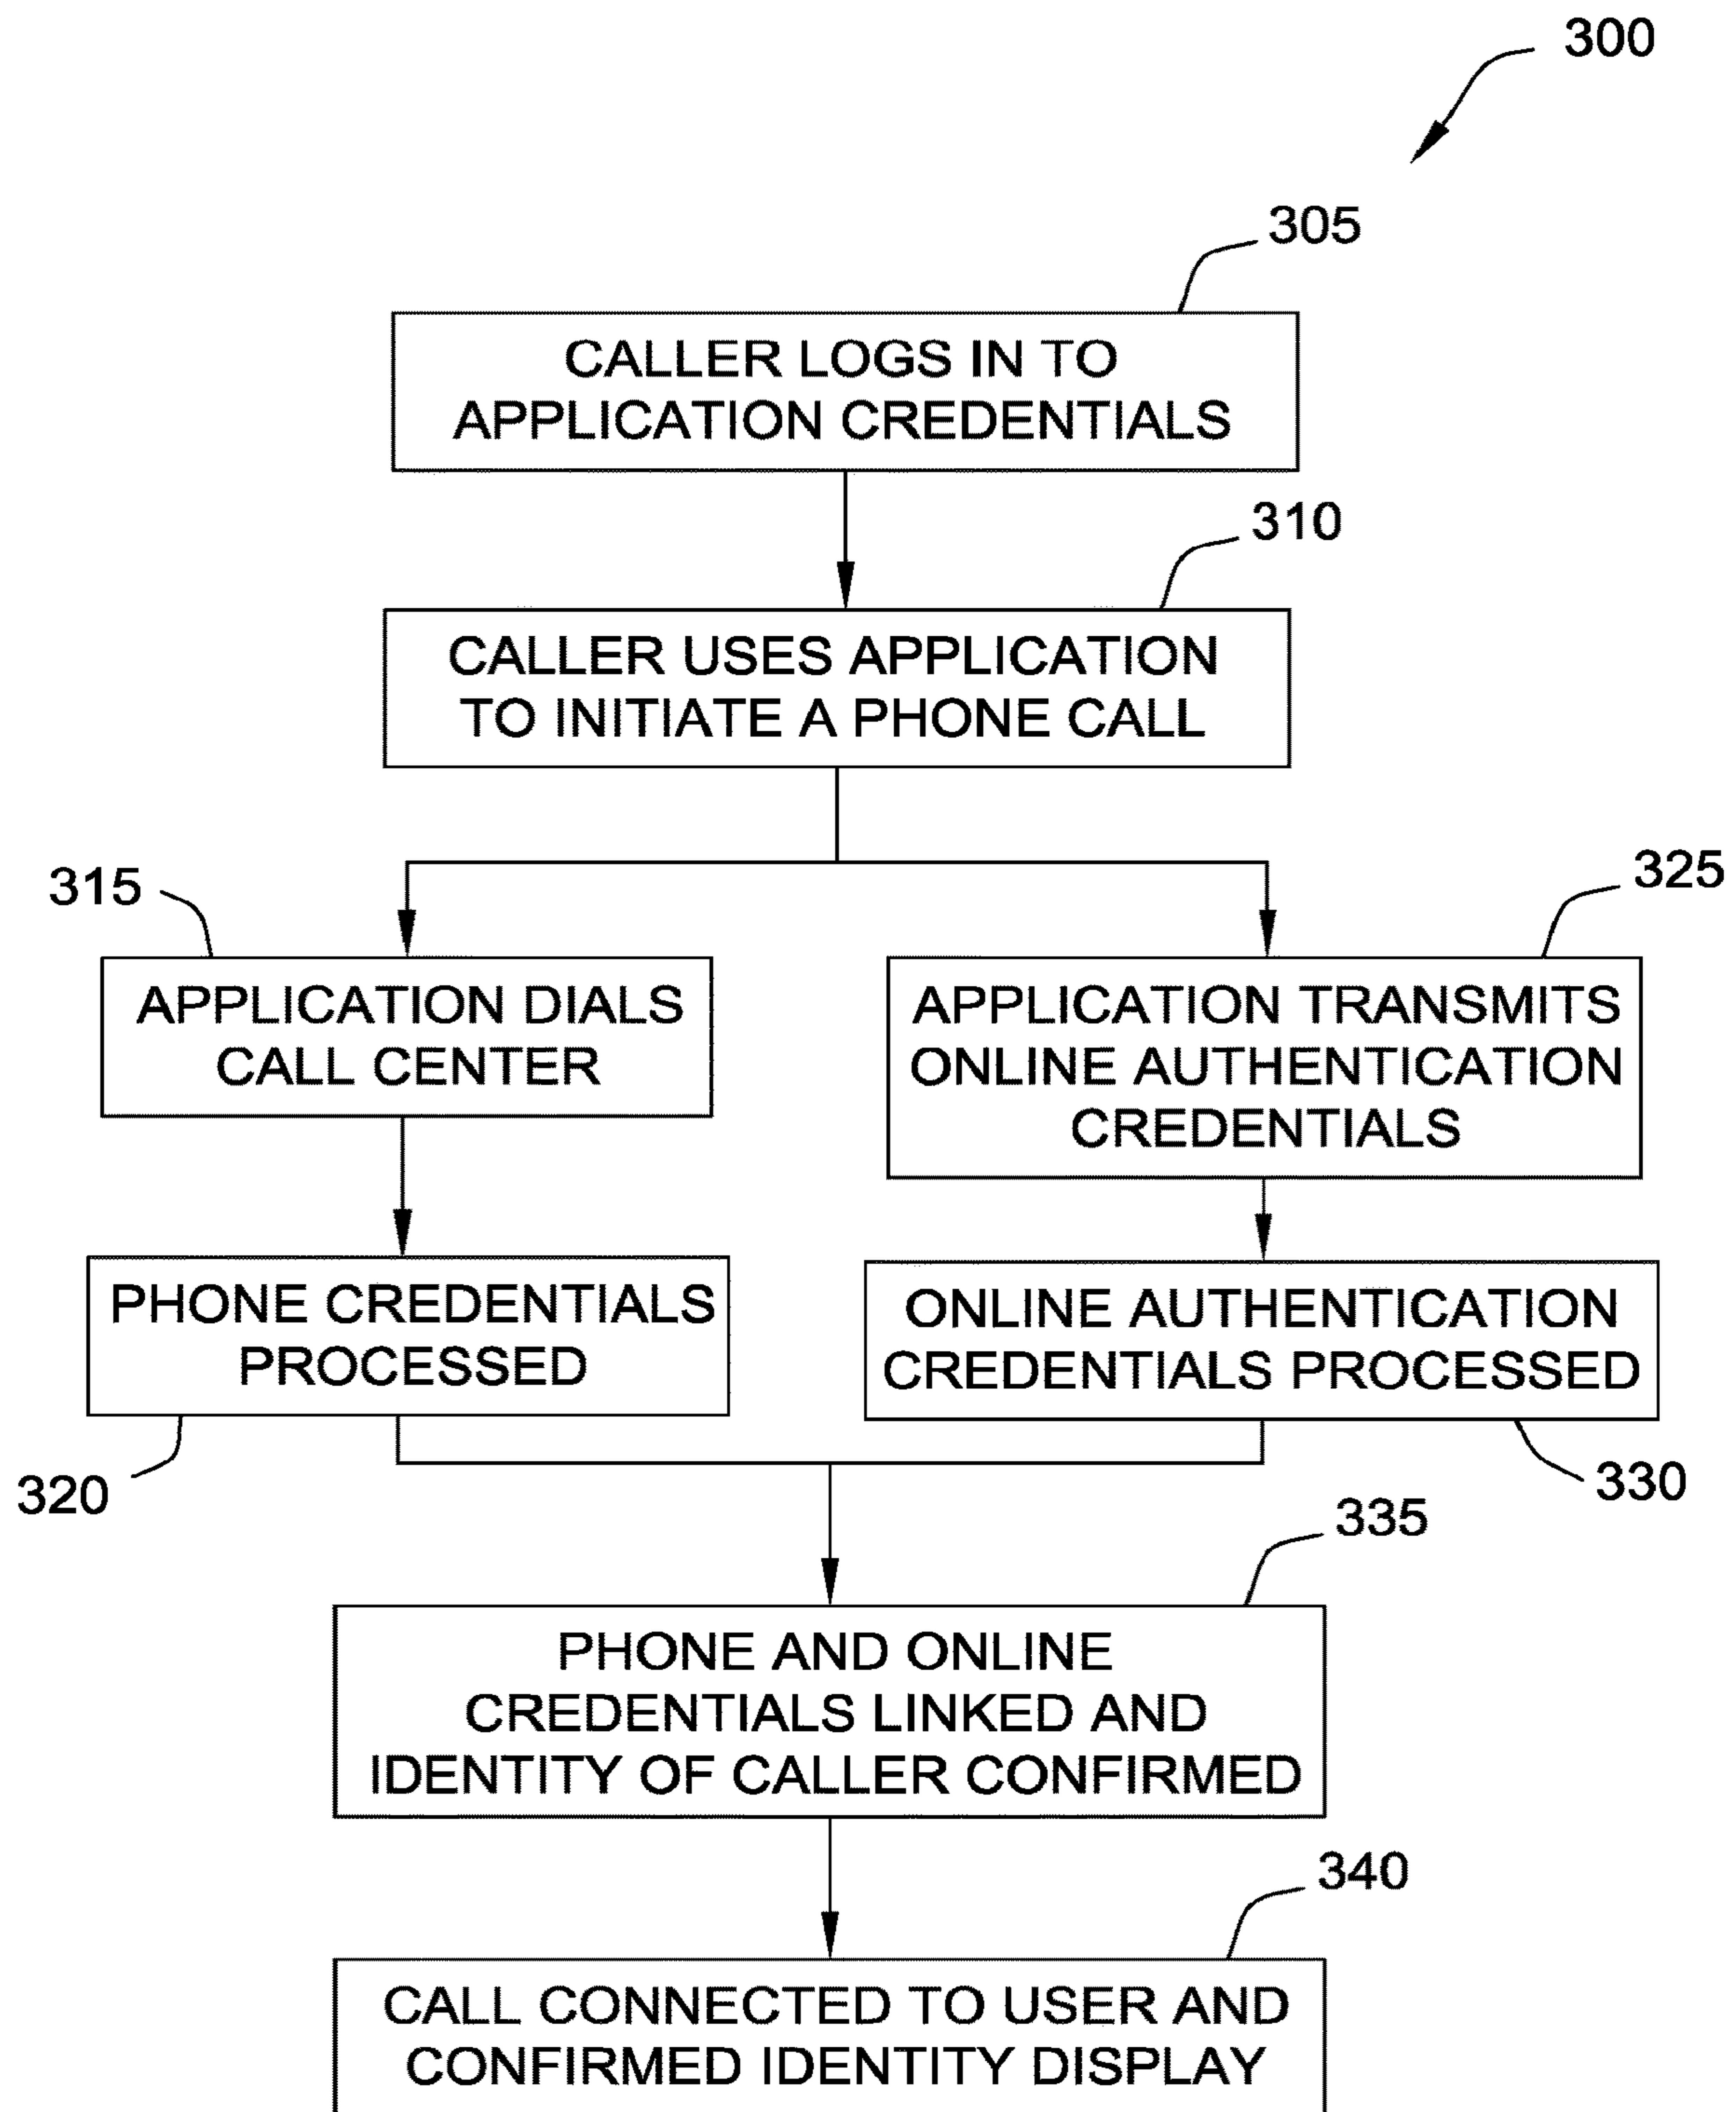 300
305
CALLER LOGS IN TO
APPLICATION CREDENTIALS
310
CALLER USES APPLICATION
TO INITIATE A PHONE CALL
315
325
APPLICATION DIALS
CALL CENTER
APPLICATION TRANSMITS
ONLINE AUTHENTICATION
CREDENTIALS
PHONE CREDENTIALS
PROCESSED
ONLINE AUTHENTICATION
CREDENTIALS PROCESSED
320
330
335
PHONE AND ONLINE
CREDENTIALS LINKED AND
IDENTITY OF CALLER CONFIRMED
340
CALL CONNECTED TO USER AND
CONFIRMED IDENTITY DISPLAY